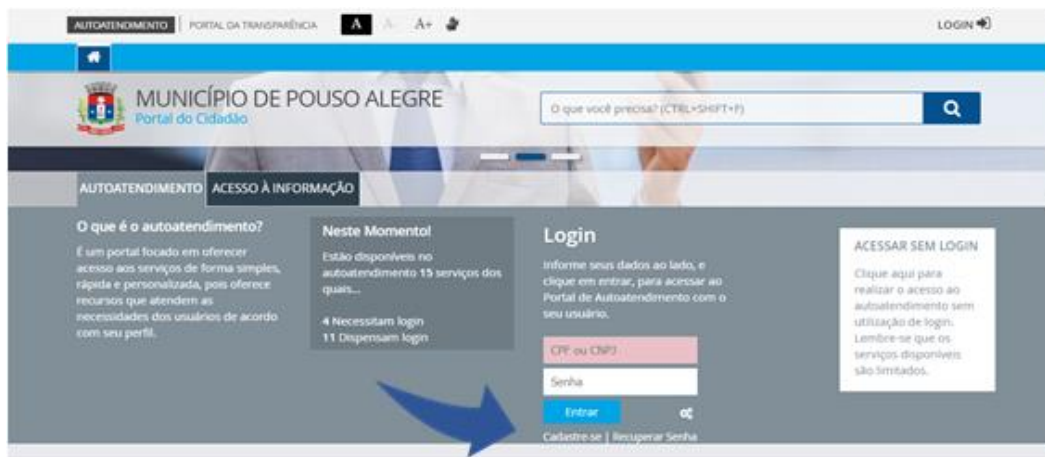 AUTOATENDIMENTO | PORTAL DA TRANSPARÊNCIA A A- A+
LOGIN
MUNICÍPIO DE POUSO ALEGRE
Portal do Cidadão
O que você precisa? (CTRL+SHIFT+F)
AUTOATENDIMENTO
ACESSO À INFORMAÇÃO
O que é o autoatendimento?
É um portal focado em oferecer
acesso aos serviços de forma simples,
rápida e personalizada, pois oferece
recursos que atendem as
necessidades dos usuários de acordo
com seu perfil.
Neste Momento!
Estão disponíveis no
autoatendimento 15 serviços dos
quais...
4 Necessitam login
11 Dispensam login
Login
Informe seus dados ao lado, e
clique em entrar, para acessar ao
Portal de Autoatendimento com o
seu usuário.
CPF ou CNPJ
Senha
Entrar
Cadastre-se | Recuperar Senha
ACESSAR SEM LOGIN
Clique aqui para
realizar o acesso ao
autoatendimento sem
utilização de login.
Lembre-se que os
serviços disponíveis
são limitados.